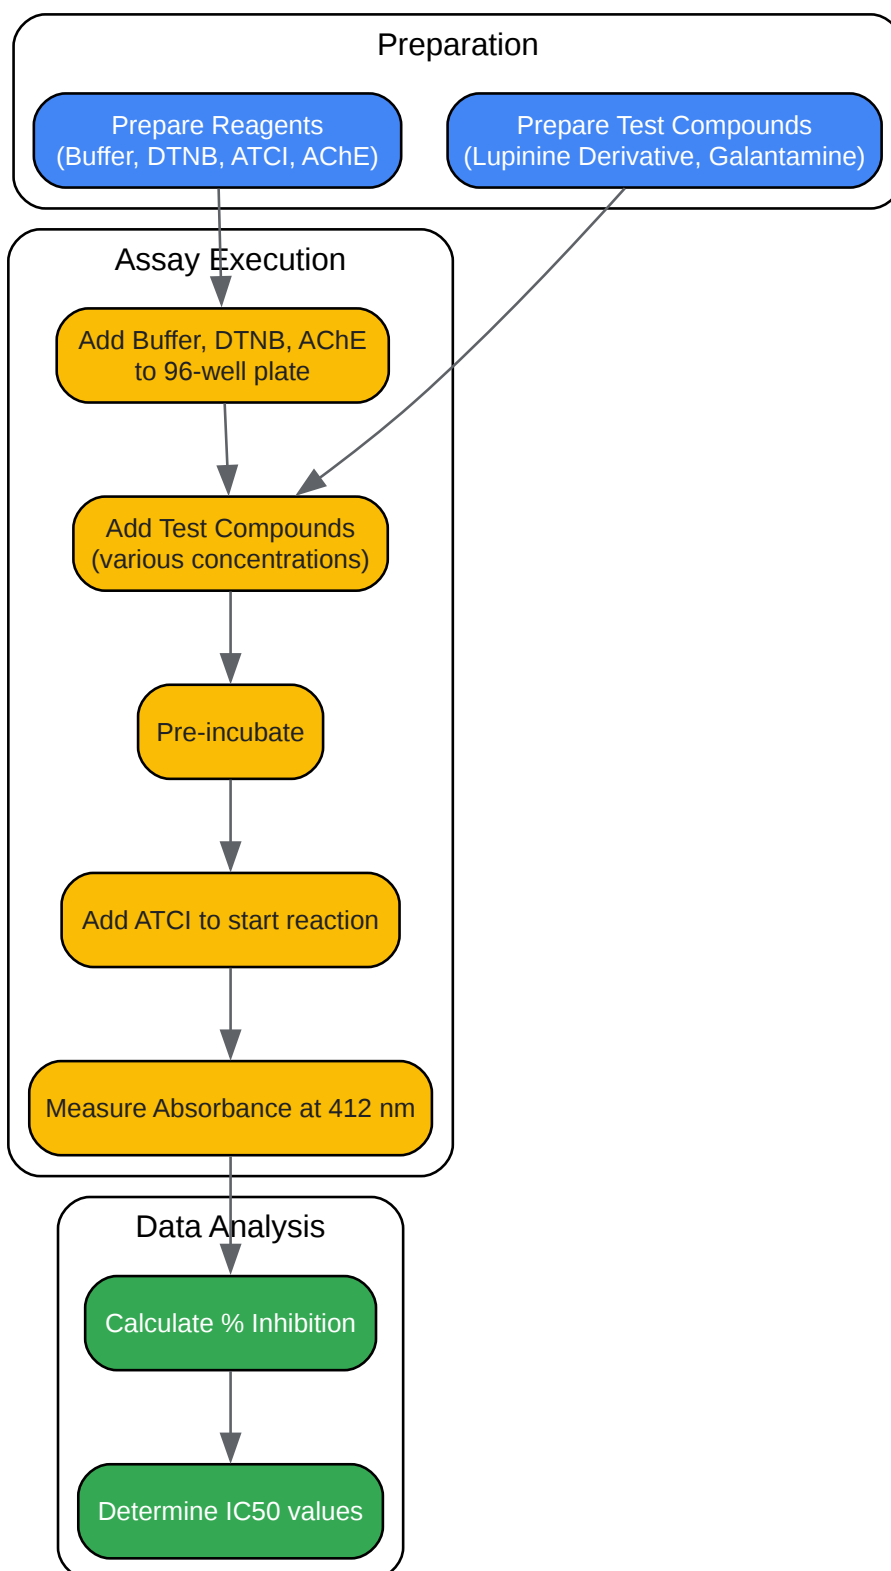 Preparation
Prepare Reagents
(Buffer, DTNB, ATCI, AChE)
Prepare Test Compounds
(Lupinine Derivative, Galantamine)
Assay Execution
Add Buffer, DTNB, AChE
to 96-well plate
Add Test Compounds
(various concentrations)
Pre-incubate
Add ATCI to start reaction
Measure Absorbance at 412 nm
Data Analysis
Calculate % Inhibition
Determine IC50 values